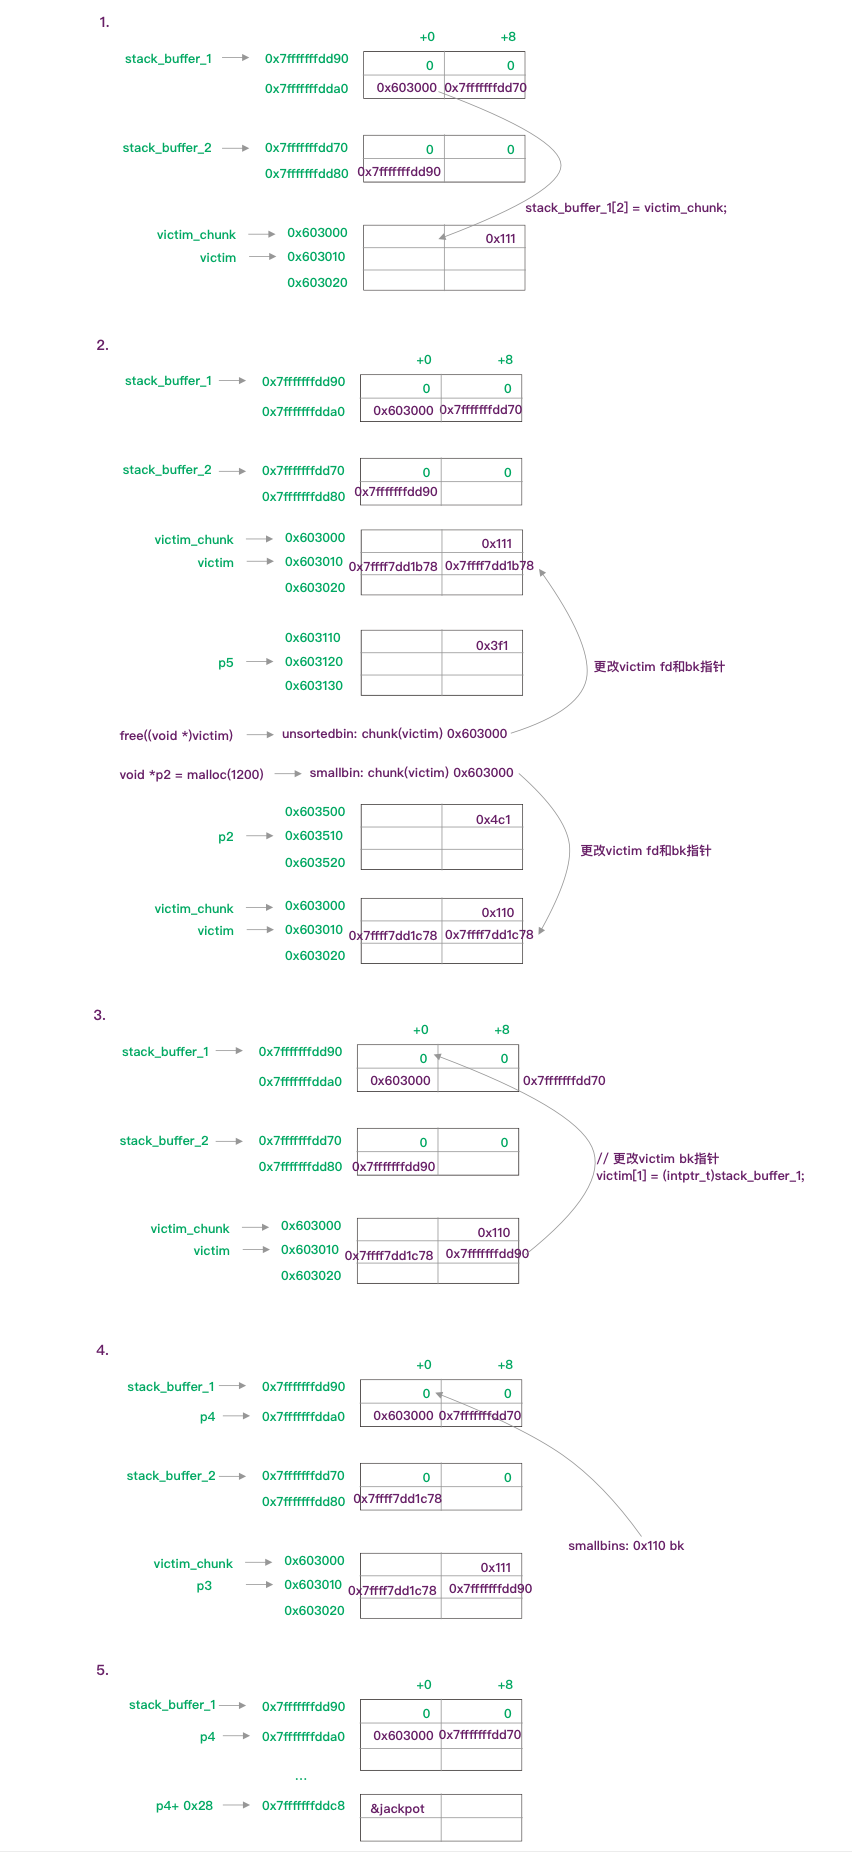 1.
+0 +8
stack_buffer_1 0x7fffffffdd90 0 0
0x7fffffffdda0 0x603000 0x7fffffffdd70
stack_buffer_2 0x7fffffffdd70 0 0
0x7fffffffdd80 0x7fffffffdd90
stack_buffer_1[2] = victim_chunk;
victim_chunk 0x603000 0x111
victim 0x603010
0x603020
2.
+0 +8
stack_buffer_1 0x7fffffffdd90 0 0
0x7fffffffdda0 0x603000 0x7fffffffdd70
stack_buffer_2 0x7fffffffdd70 0 0
0x7fffffffdd80 0x7fffffffdd90
victim_chunk 0x603000 0x111
victim 0x603010 0x7ffff7dd1b78 0x7ffff7dd1b78
0x603020
0x603110 0x3f1
p5 0x603120 更改victim fd和bk指针
0x603130
free((void *)victim) unsortedbin: chunk(victim) 0x603000
void *p2 = malloc(1200) smallbin: chunk(victim) 0x603000
0x603500 0x4c1
p2 0x603510 更改victim fd和bk指针
0x603520
victim_chunk 0x603000 0x110
victim 0x603010 0x7ffff7dd1c78 0x7ffff7dd1c78
0x603020
3.
+0 +8
stack_buffer_1 0x7fffffffdd90 0 0
0x7fffffffdda0 0x603000 0x7fffffffdd70
stack_buffer_2 0x7fffffffdd70 0 0
0x7fffffffdd80 0x7fffffffdd90
// 更改victim bk指针
victim[1] = (intptr_t)stack_buffer_1;
victim_chunk 0x603000 0x110
victim 0x603010 0x7ffff7dd1c78 0x7fffffffdd90
0x603020
4.
+0 +8
stack_buffer_1 0x7fffffffdd90 0 0
p4 0x7fffffffdda0 0x603000 0x7fffffffdd70
stack_buffer_2 0x7fffffffdd70 0 0
0x7fffffffdd80 0x7ffff7dd1c78
smallbins: 0x110 bk
victim_chunk 0x603000 0x111
p3 0x603010 0x7ffff7dd1c78 0x7fffffffdd90
0x603020
5.
+0 +8
stack_buffer_1 0x7fffffffdd90 0 0
p4 0x7fffffffdda0 0x603000 0x7fffffffdd70
...
p4+ 0x28 0x7fffffffddc8 &jackpot